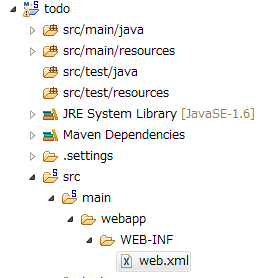 todo
src/main/java
src/main/resources
src/test/java
src/test/resources
JRE System Library [JavaSE-1.6]
Maven Dependencies
.settings
src
main
webapp
WEB-INF
web.xml